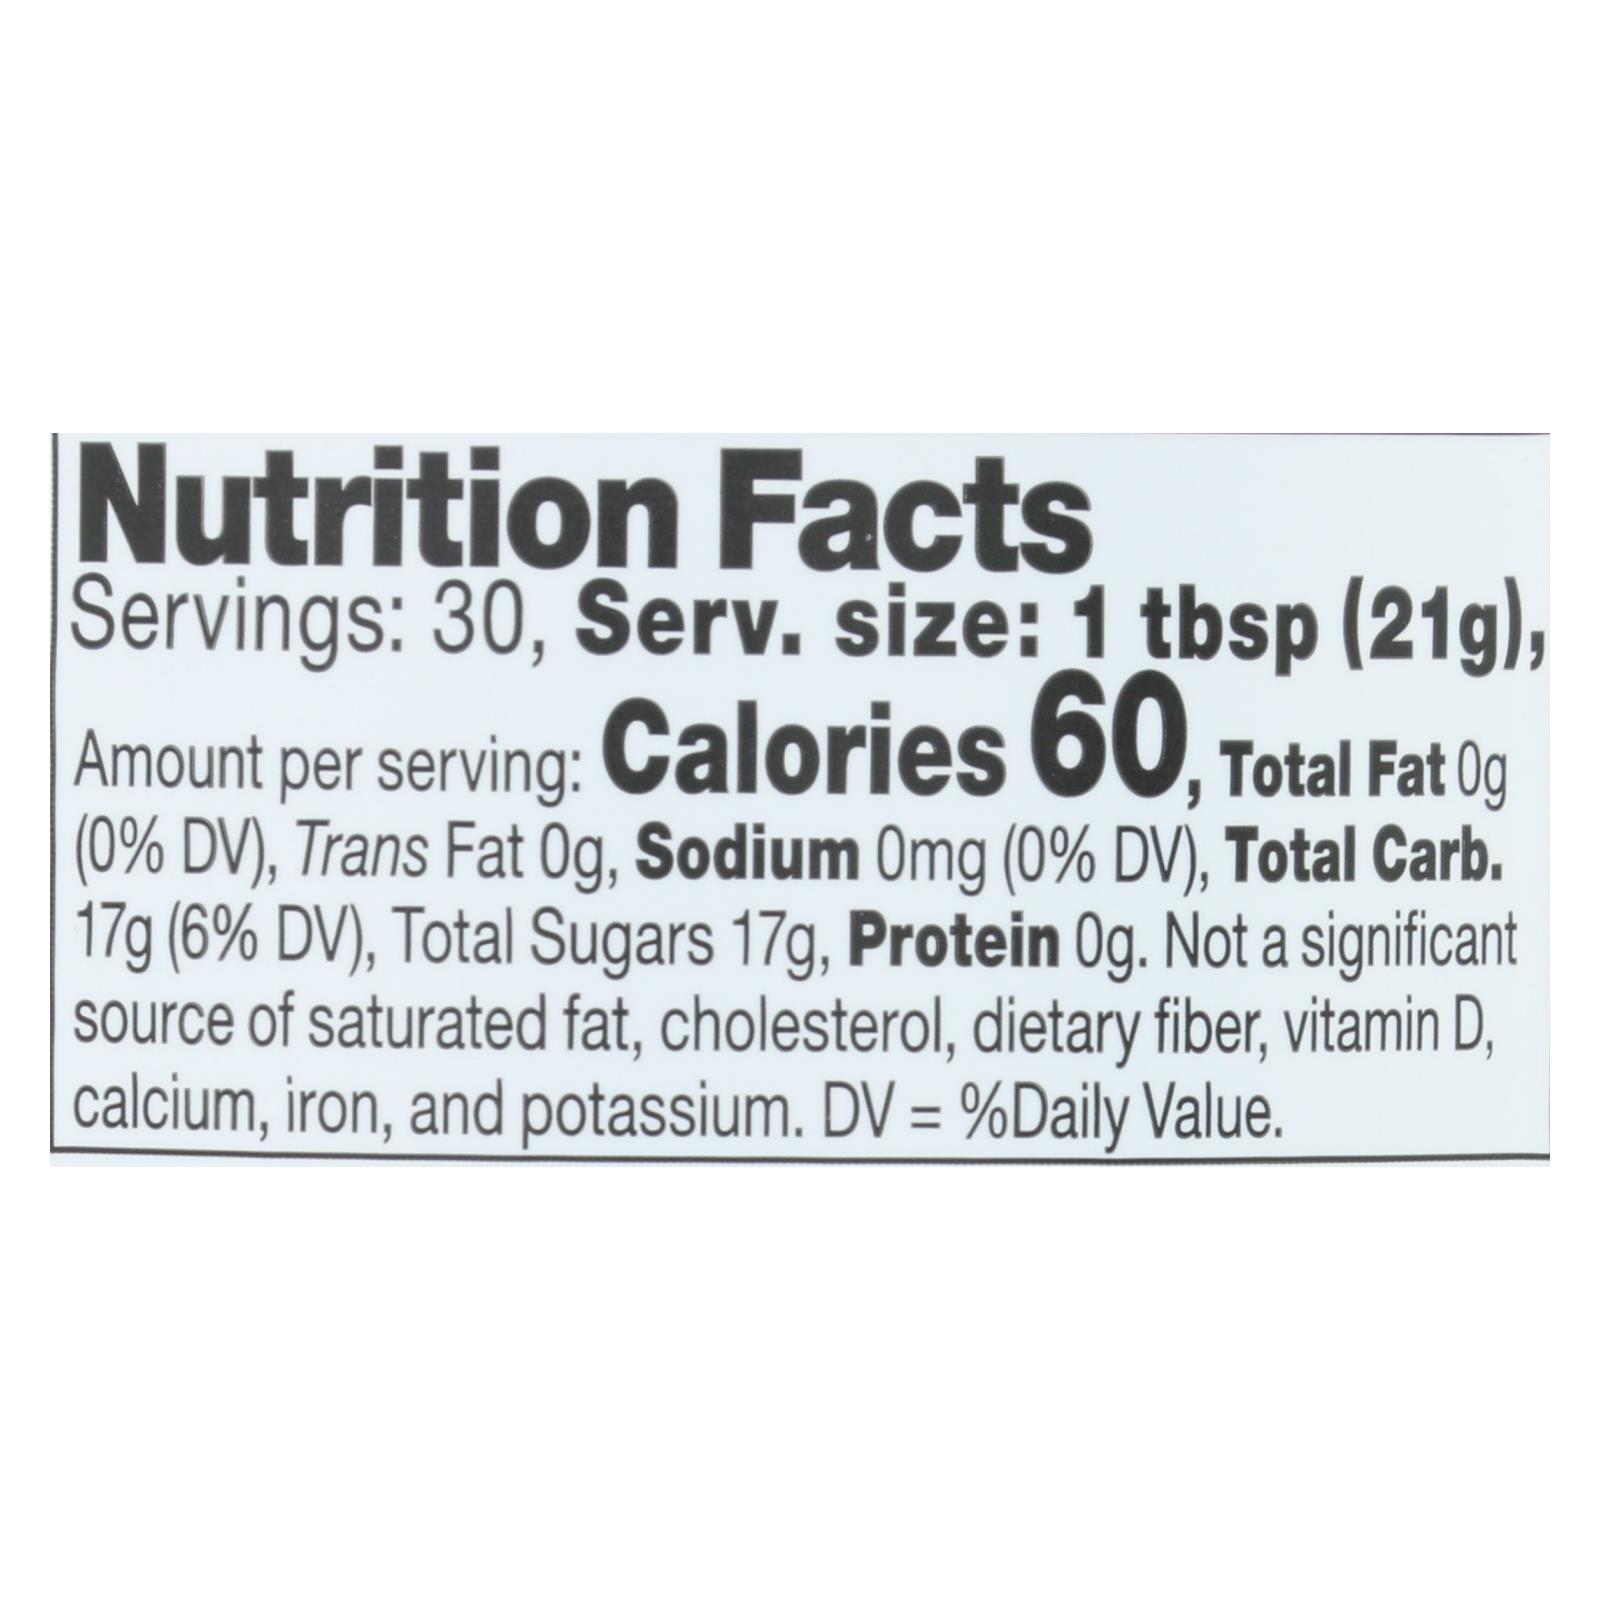 Nutrition Facts
Servings: 30, Serv. size: 1 tbsp (21g),
Amount per serving: Calories 60, Total Fat 0g
(0% DV), Trans Fat 0g, Sodium 0mg (0% DV), Total Carb.
17g (6% DV), Total Sugars 17g, Protein 0g. Not a significant
source of saturated fat, cholesterol, dietary fiber, vitamin D,
calcium, iron, and potassium. DV = %Daily Value.